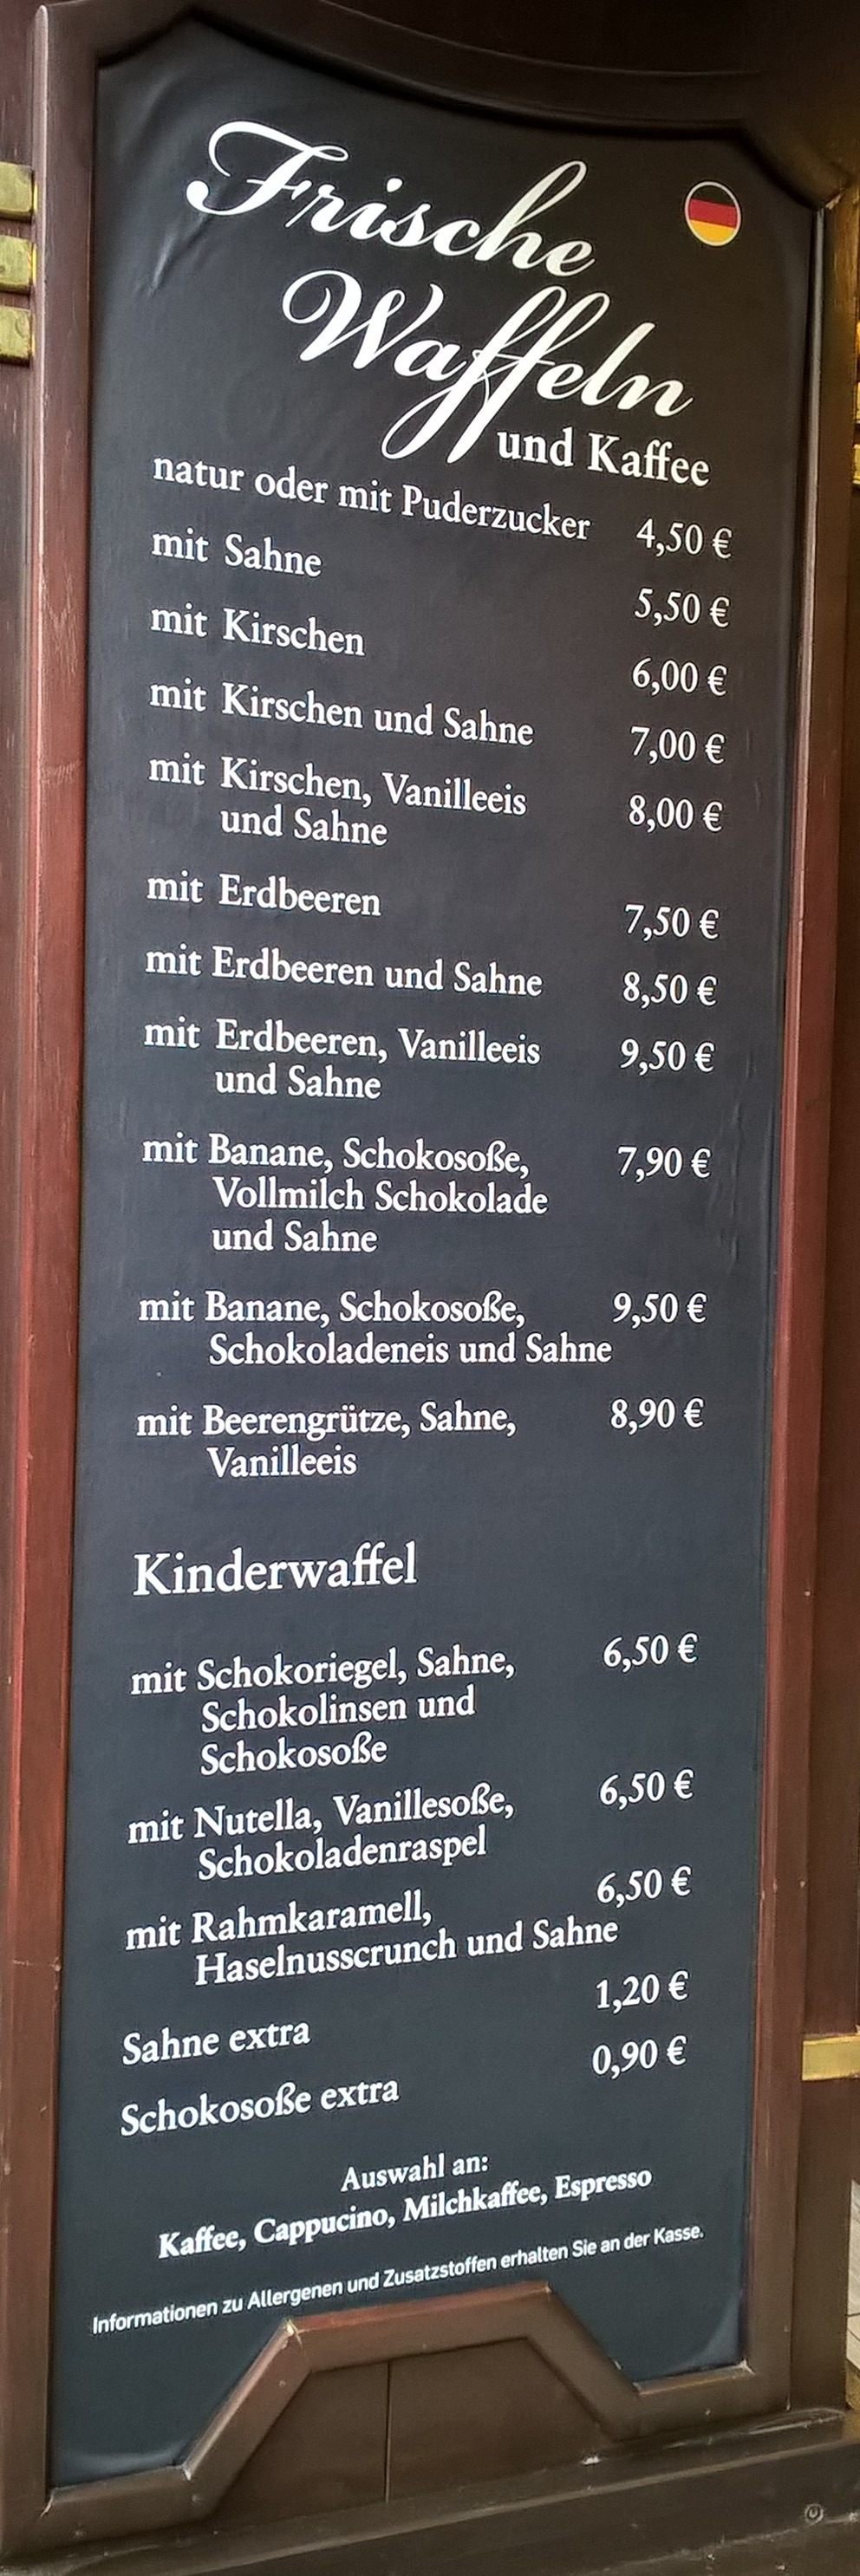 Frische
Waffeln
und Kaffee
natur oder mit Puderzucker 4,50 €
mit Sahne 5,50 €
mit Kirschen 6,00 €
mit Kirschen und Sahne 7,00 €
mit Kirschen, Vanilleeis 8,00 €
und Sahne
mit Erdbeeren 7,50 €
mit Erdbeeren und Sahne 8,50 €
mit Erdbeeren, Vanilleeis 9,50 €
und Sahne
mit Banane, Schokosoße, 7,90 €
Vollmilch Schokolade
und Sahne
mit Banane, Schokosoße, 9,50 €
Schokoladeneis und Sahne
mit Beerengrütze, Sahne, 8,90 €
Vanilleeis
Kinderwaffel
mit Schokoriegel, Sahne, 6,50 €
Schokolinsen und
Schokosoße
mit Nutella, Vanillesoße, 6,50 €
Schokoladenraspel
mit Rahmkaramell, 6,50 €
Haselnusscrunch und Sahne
Sahne extra 1,20 €
Schokosoße extra 0,90 €
Auswahl an:
Kaffee, Cappucino, Milchkaffee, Espresso
Informationen zu Allergenen und Zusatzstoffen erhalten Sie an der Kasse.